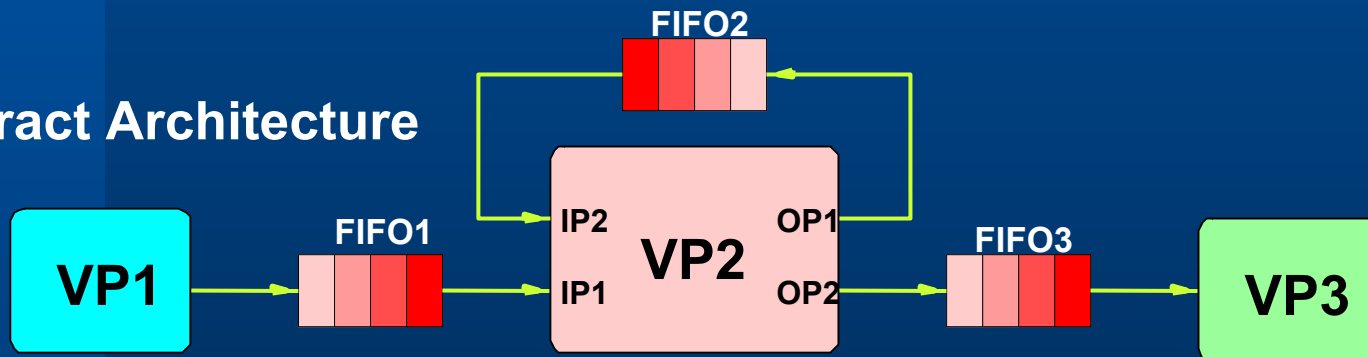 FIFO2
ract Architecture
FIFO1
IP2
OP1
FIFO3
VP1
VP2
IP1
OP2
VP3